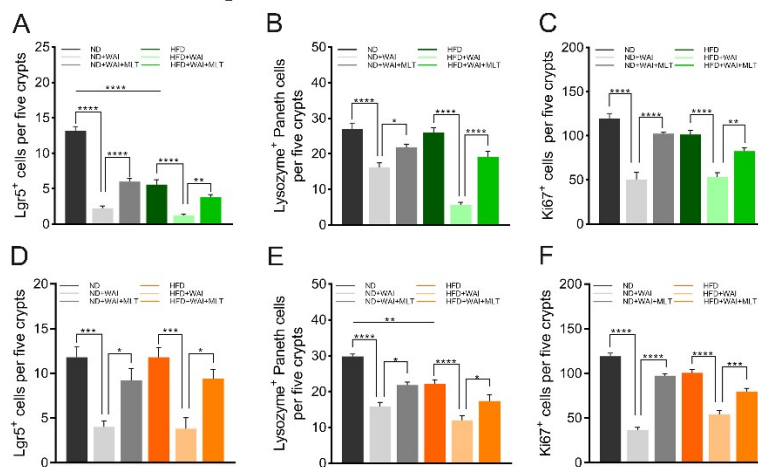 A
Lgr5+ cells per five crypts
25
20
15
10
5
0
ND
ND+WAI
ND+WAI+MLT
HFD
HFD+WAI
HFD+WAI+MLT
****
****
****
****
**
B
Lysozyme+ Paneth cells
per five crypts
50
40
30
20
10
0
ND
ND+WAI
ND+WAI+MLT
HFD
HFD+WAI
HFD+WAI+MLT
****
*
****
****
C
Ki67+ cells per five crypts
200
150
100
50
0
ND
ND+WAI
ND+WAI+MLT
HFD
HFD+WAI
HFD+WAI+MLT
****
****
****
**
D
Lgr5+ cells per five crypts
20
15
10
5
0
ND
ND+WAI
ND+WAI+MLT
HFD
HFD+WAI
HFD+WAI+MLT
***
*
***
*
E
Lysozyme+ Paneth cells
per five crypts
50
40
30
20
10
0
ND
ND+WAI
ND+WAI+MLT
HFD
HFD+WAI
HFD+WAI+MLT
**
****
*
****
*
F
Ki67+ cells per five crypts
200
150
100
50
0
ND
ND+WAI
ND+WAI+MLT
HFD
HFD+WAI
HFD+WAI+MLT
****
****
****
***